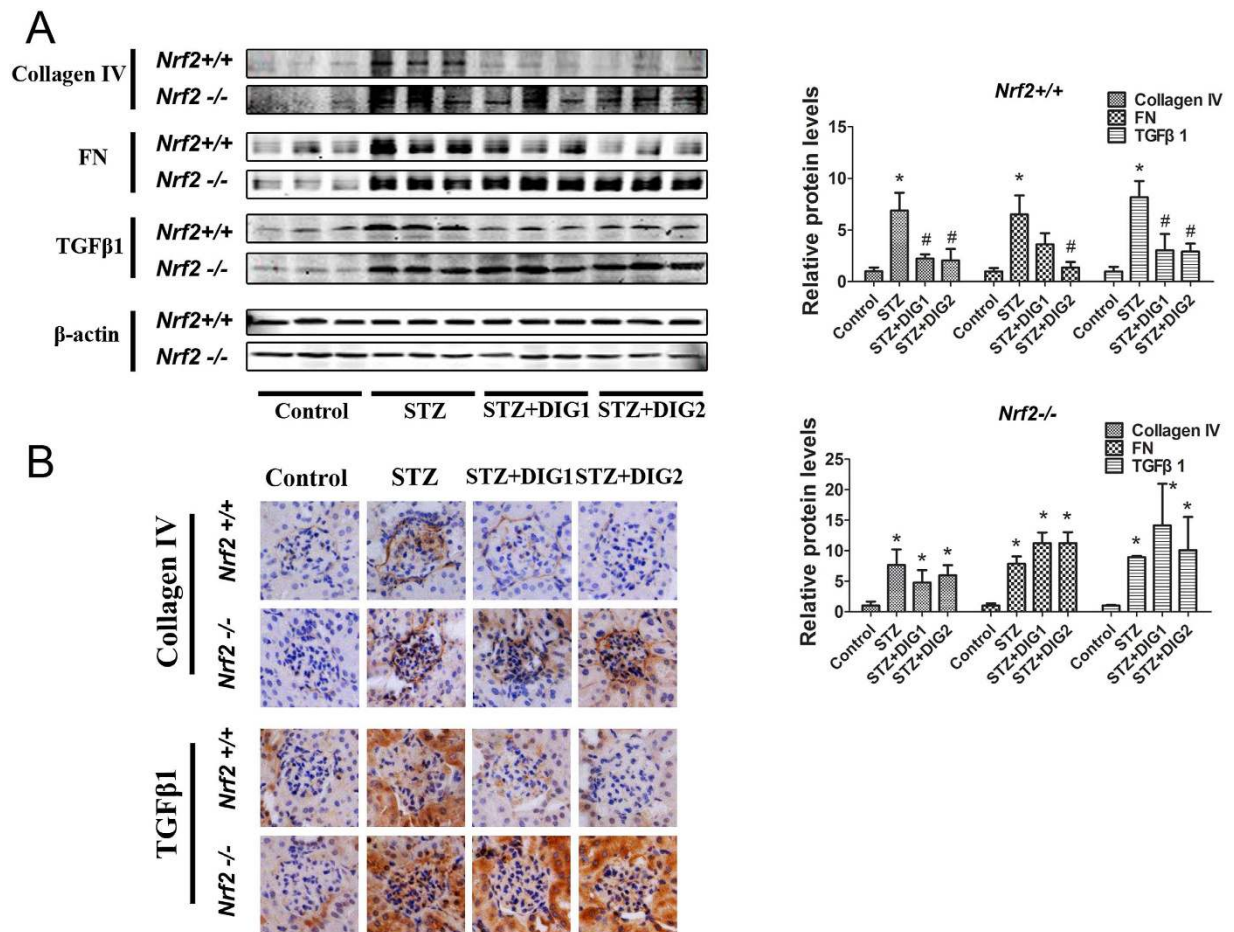 A
Collagen IV
Nrf2+/+
Nrf2 -/-
FN
Nrf2+/+
Nrf2 -/-
TGFβ1
Nrf2+/+
Nrf2 -/-
β-actin
Nrf2+/+
Nrf2 -/-
Control STZ STZ+DIG1 STZ+DIG2
Nrf2+/+
Collagen IV
FN
TGFβ 1
Relative protein levels
15
10
5
0
* # # * # * # #
Control STZ STZ+DIG1 STZ+DIG2 Control STZ STZ+DIG1 STZ+DIG2 Control STZ STZ+DIG1 STZ+DIG2
Nrf2-/-
Collagen IV
FN
TGFβ 1
Relative protein levels
25
20
15
10
5
0
* * * * * * * * *
Control STZ STZ+DIG1 STZ+DIG2 Control STZ STZ+DIG1 STZ+DIG2 Control STZ STZ+DIG1 STZ+DIG2
B
Control STZ STZ+DIG1 STZ+DIG2
Collagen IV
Nrf2 +/+
Nrf2 -/-
TGFβ1
Nrf2 +/+
Nrf2 -/-